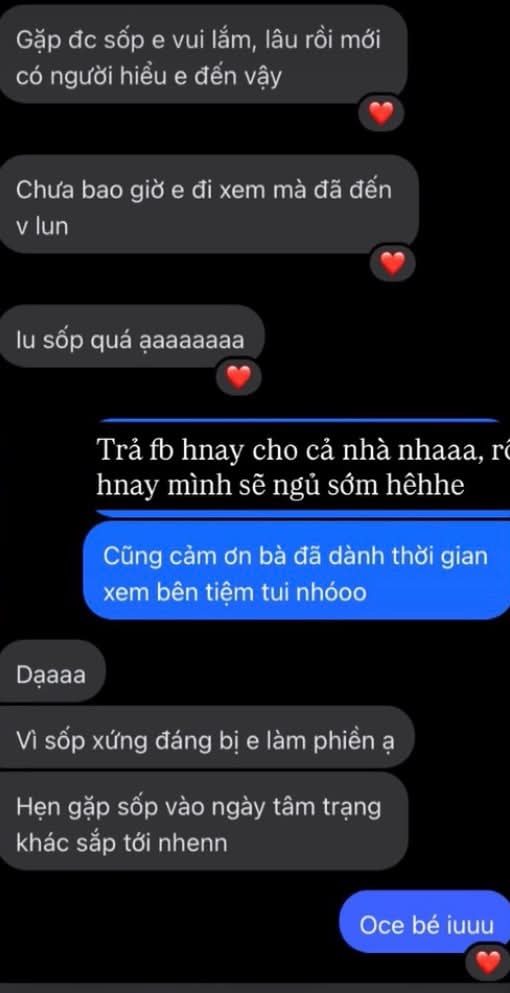 Gặp đc sốp e vui lắm, lâu rồi mới
có người hiểu e đến vậy
Chưa bao giờ e đi xem mà đã đến
v lun
Iu sốp quá ạaaaaaaa
Trả fb hnay cho cả nhà nhaaa,
hnay mình sẽ ngủ sớm hêhhe
Cũng cảm ơn bà đã dành thời gian
xem bên tiệm tui nhóoo
Dạaaa
Vì sốp xứng đáng bị e làm phiền ạ
Hẹn gặp sốp vào ngày tâm trạng
khác sắp tới nhenn
Oce bé iuuu